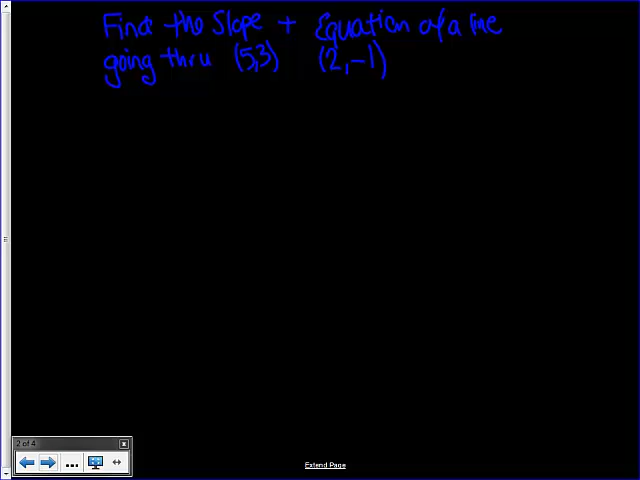 Find the Slope + Equation of a line
going thru (5,3) (2,-1)
2 of 4
Extend Page